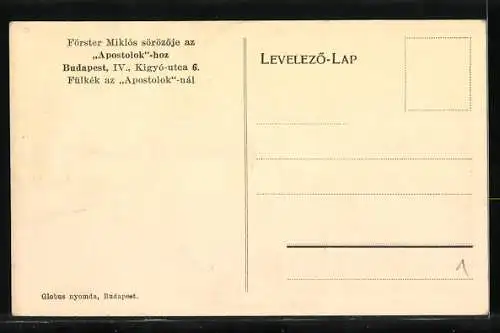 Förster Miklós sörözője az
„Apostolok“-hoz
Budapest, IV., Kigyó-utca 6.
Fülkék az „Apostolok“-nál
LEVELEZŐ-LAP
1
Globus nyomda, Budapest.